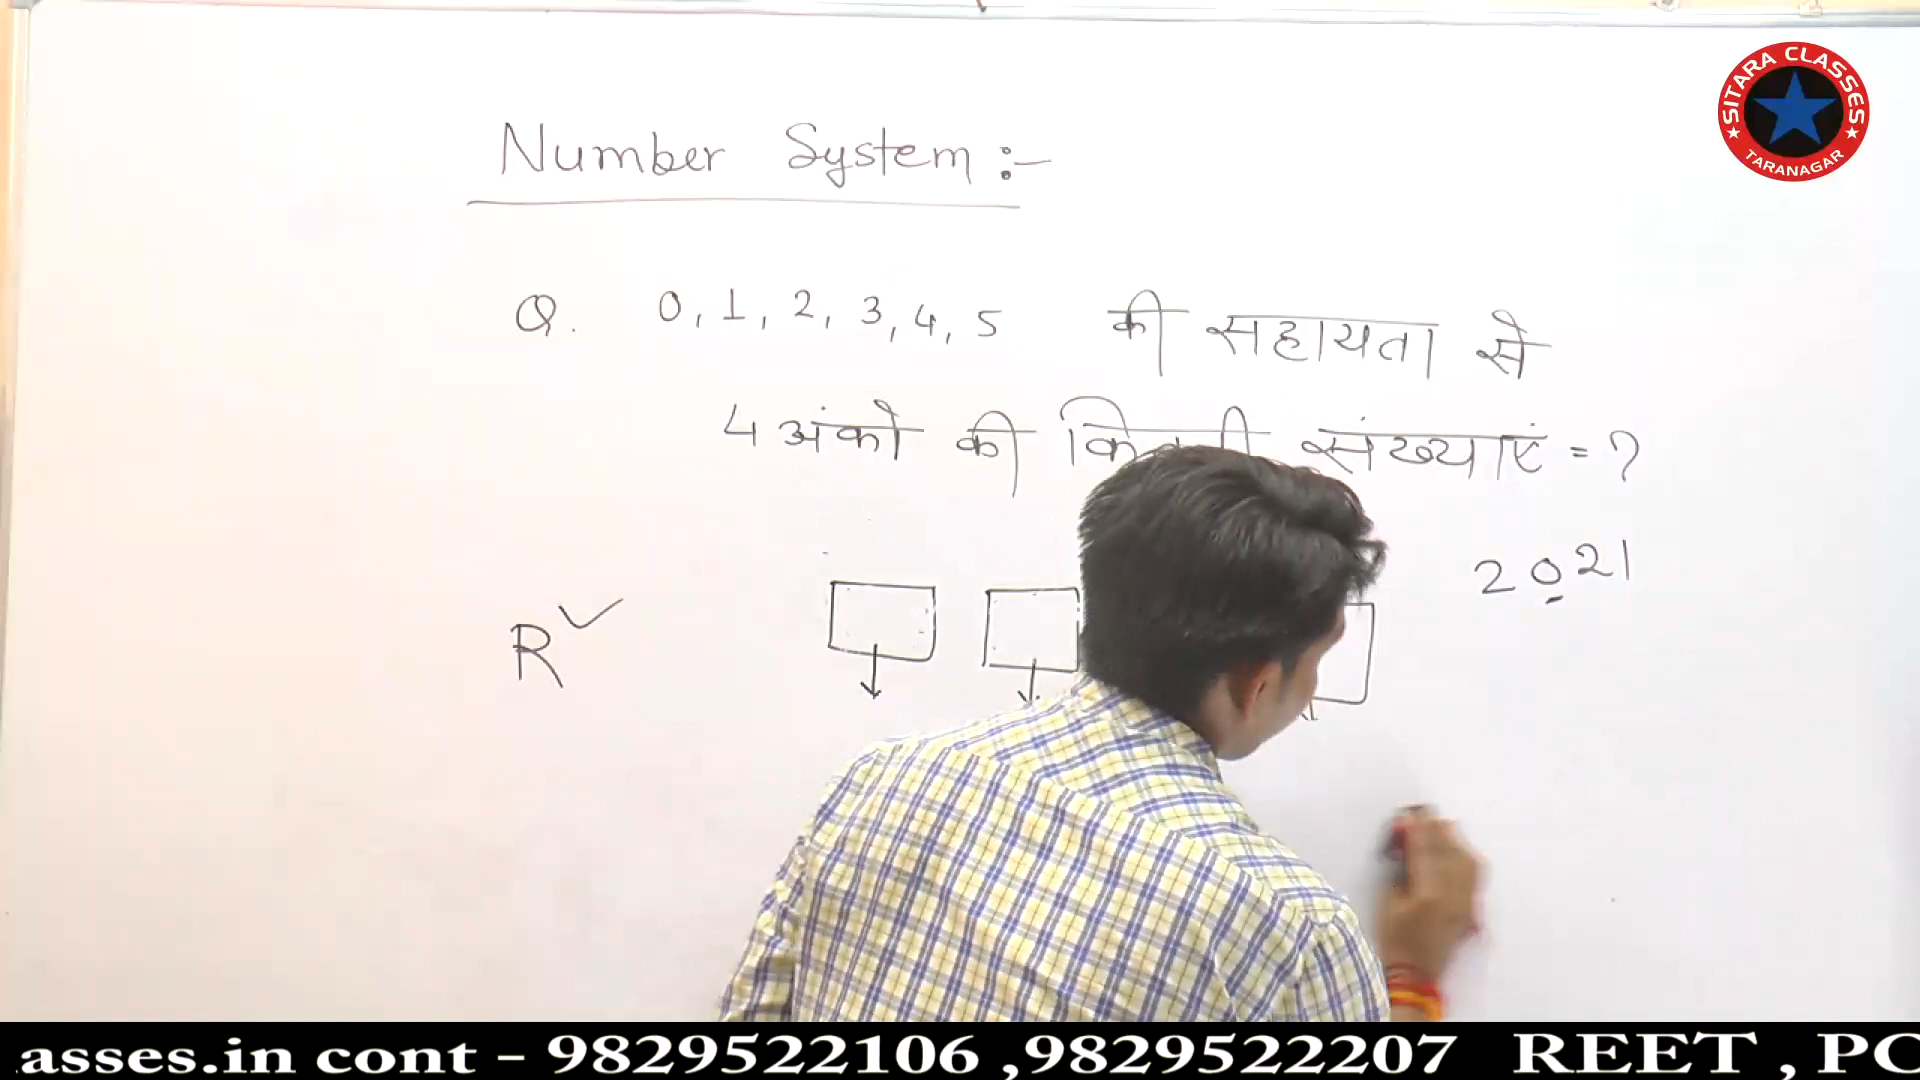 SITARA CLASSES
TARANAGAR
Number System :-
Q. 0, 1, 2, 3, 4, 5 की सहायता से
4 अंको की संख्याएं = ?
2021
R ✓
asses.in cont - 9829522106 ,9829522207 REET , PC